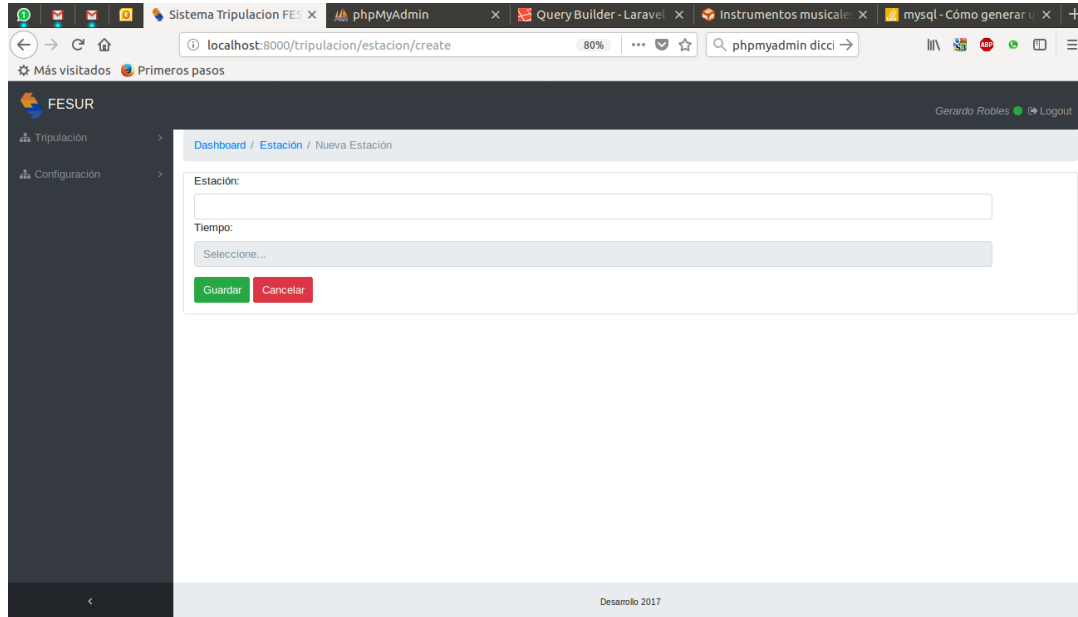 Sistema Tripulacion FES
phpMyAdmin
Query Builder - Laravel
Instrumentos musicales
mysql - Cómo generar u
localhost:8000/tripulacion/estacion/create
80%
phpmyadmin dicci
ABP
Más visitados
Primeros pasos
FESUR
Gerardo Robles
Logout
Tripulación
Configuración
Dashboard / Estación / Nueva Estación
Estación:
Tiempo:
Seleccione...
Guardar
Cancelar
Desarrollo 2017